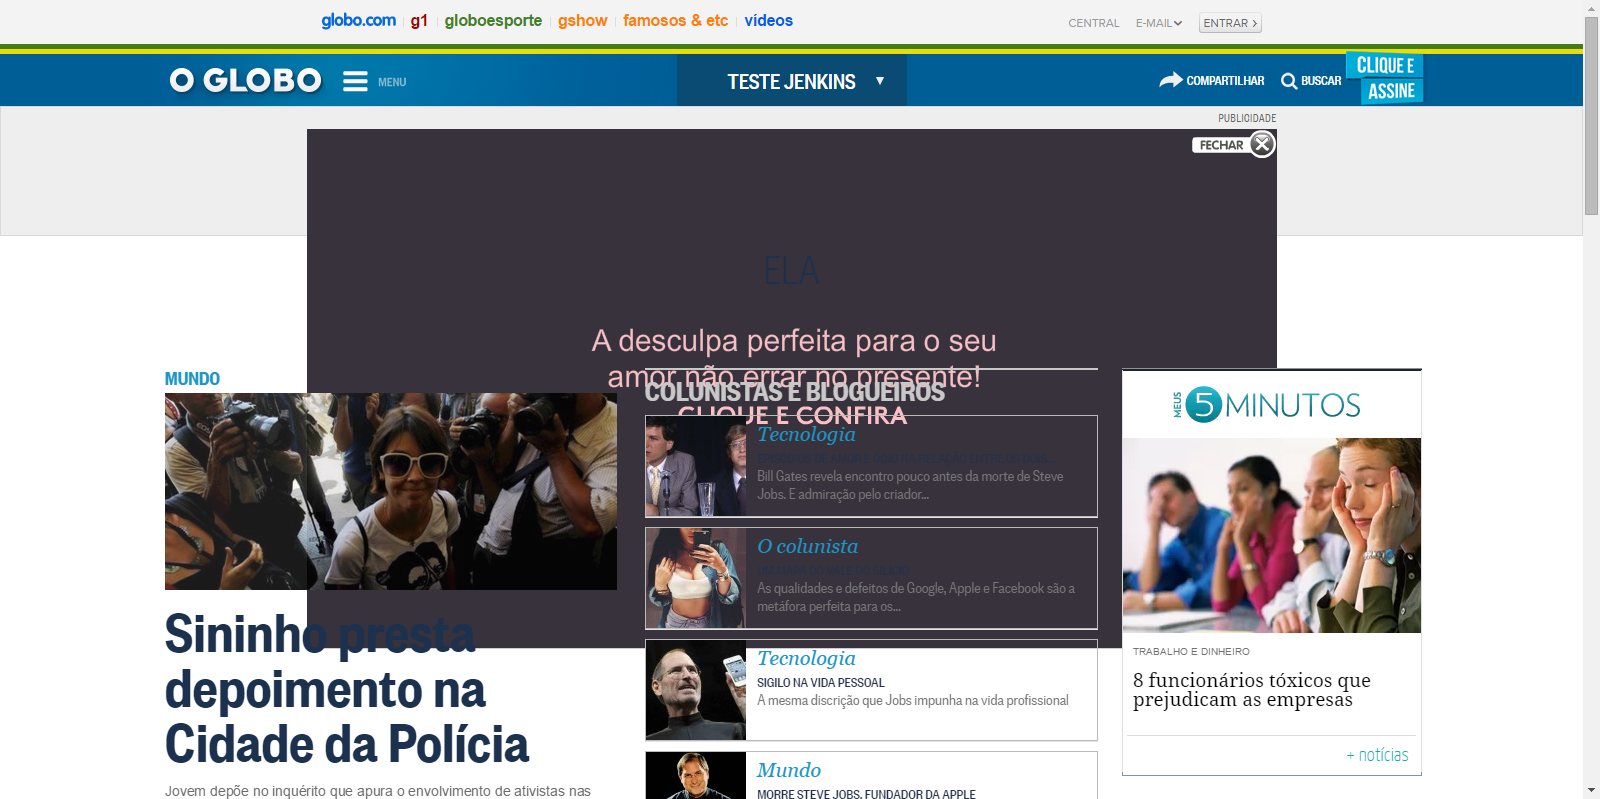 globo.com g1 globoesporte gshow famosos & etc vídeos
CENTRAL E-MAIL ENTRAR
O GLOBO MENU
TESTE JENKINS
COMPARTILHAR BUSCAR
CLIQUE E
ASSINE
PUBLICIDADE
FECHAR
ELA
A desculpa perfeita para o seu
amor não errar no presente!
CLIQUE E CONFIRA
MUNDO
Sininho presta
depoimento na
Cidade da Polícia
Jovem depõe no inquérito que apura o envolvimento de ativistas nas
COLUNISTAS E BLOGUEIROS
Tecnologia
Bill Gates revela encontro pouco antes da morte de Steve
Jobs. E admiração pelo criador...
O colunista
As qualidades e defeitos de Google, Apple e Facebook são a
metáfora perfeita para os...
Tecnologia
SIGILO NA VIDA PESSOAL
A mesma discrição que Jobs impunha na vida profissional
Mundo
MORRE STEVE JOBS, FUNDADOR DA APPLE
MEUS 5 MINUTOS
TRABALHO E DINHEIRO
8 funcionários tóxicos que
prejudicam as empresas
+ notícias